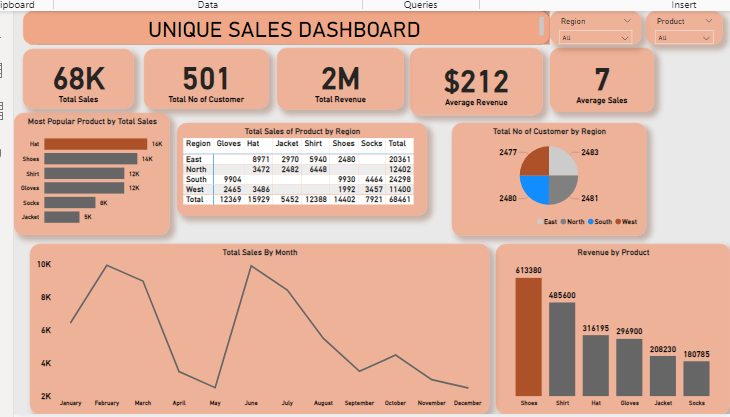 ipboard Data Queries Insert
UNIQUE SALES DASHBOARD
Region Product
All All
68K
Total Sales
501
Total No of Customer
2M
Total Revenue
$212
Average Revenue
7
Average Sales
Most Popular Product by Total Sales
Hat 16K
Shoes 14K
Shirt 12K
Gloves 12K
Socks 8K
Jacket 5K
Total Sales of Product by Region
Region Gloves Hat Jacket Shirt Shoes Socks Total
East 8971 2970 5940 2480 20361
North 3472 2482 6448 12402
South 9904 9930 4464 24298
West 2465 3486 1992 3457 11400
Total 12369 15929 5452 12388 14402 7921 68461
Total No of Customer by Region
2477 2483
2480 2481
East North South West
Total Sales By Month
10K
8K
6K
4K
2K
January February March April May June July August September October November December
Revenue by Product
613380
485600
316195
296900
208230
180785
Shoes Shirt Hat Gloves Jacket Socks